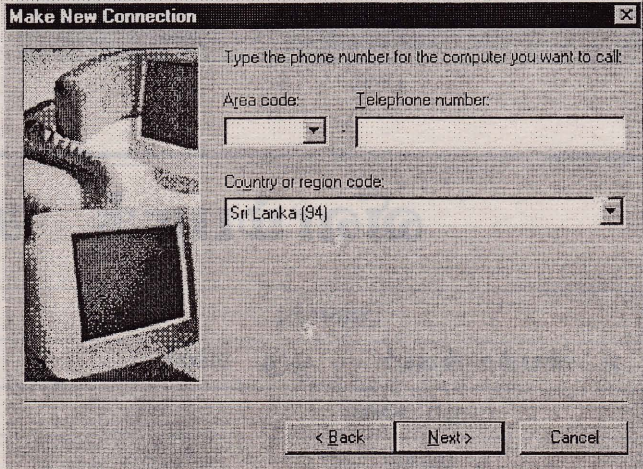 Make New Connection
Type the phone number for the computer you want to call:
Area code:
Telephone number:
-
Country or region code:
Sri Lanka (94)
< Back
Next >
Cancel